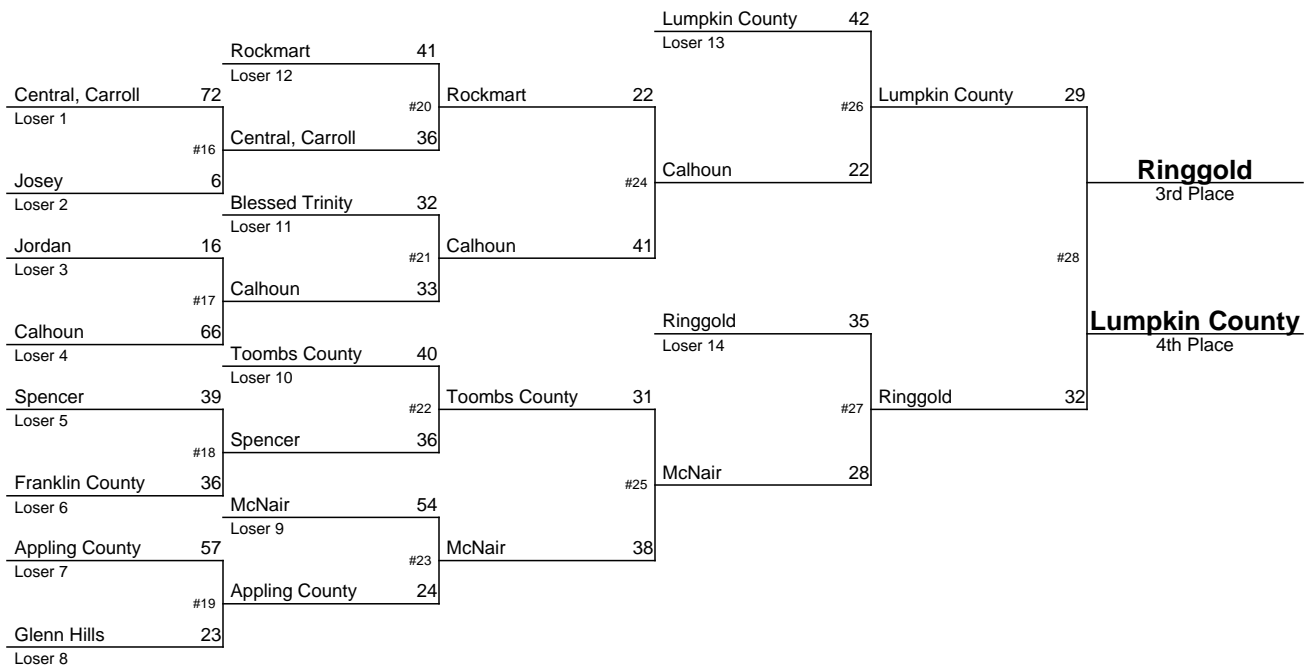 Lumpkin County 42
Loser 13
Rockmart 41
Loser 12
Central, Carroll 72
Loser 1
#20
Rockmart 22
#26
Lumpkin County 29
#16
Central, Carroll 36
Josey 6
Loser 2
#24
Calhoun 22
Ringgold
3rd Place
Blessed Trinity 32
Loser 11
Jordan 16
Loser 3
#21
Calhoun 41
#28
#17
Calhoun 33
Calhoun 66
Loser 4
Ringgold 35
Loser 14
Lumpkin County
4th Place
Toombs County 40
Loser 10
Spencer 39
Loser 5
#22
Toombs County 31
#27
Ringgold 32
#18
Spencer 36
Franklin County 36
Loser 6
#25
McNair 28
McNair 54
Loser 9
Appling County 57
Loser 7
#23
McNair 38
#19
Appling County 24
Glenn Hills 23
Loser 8